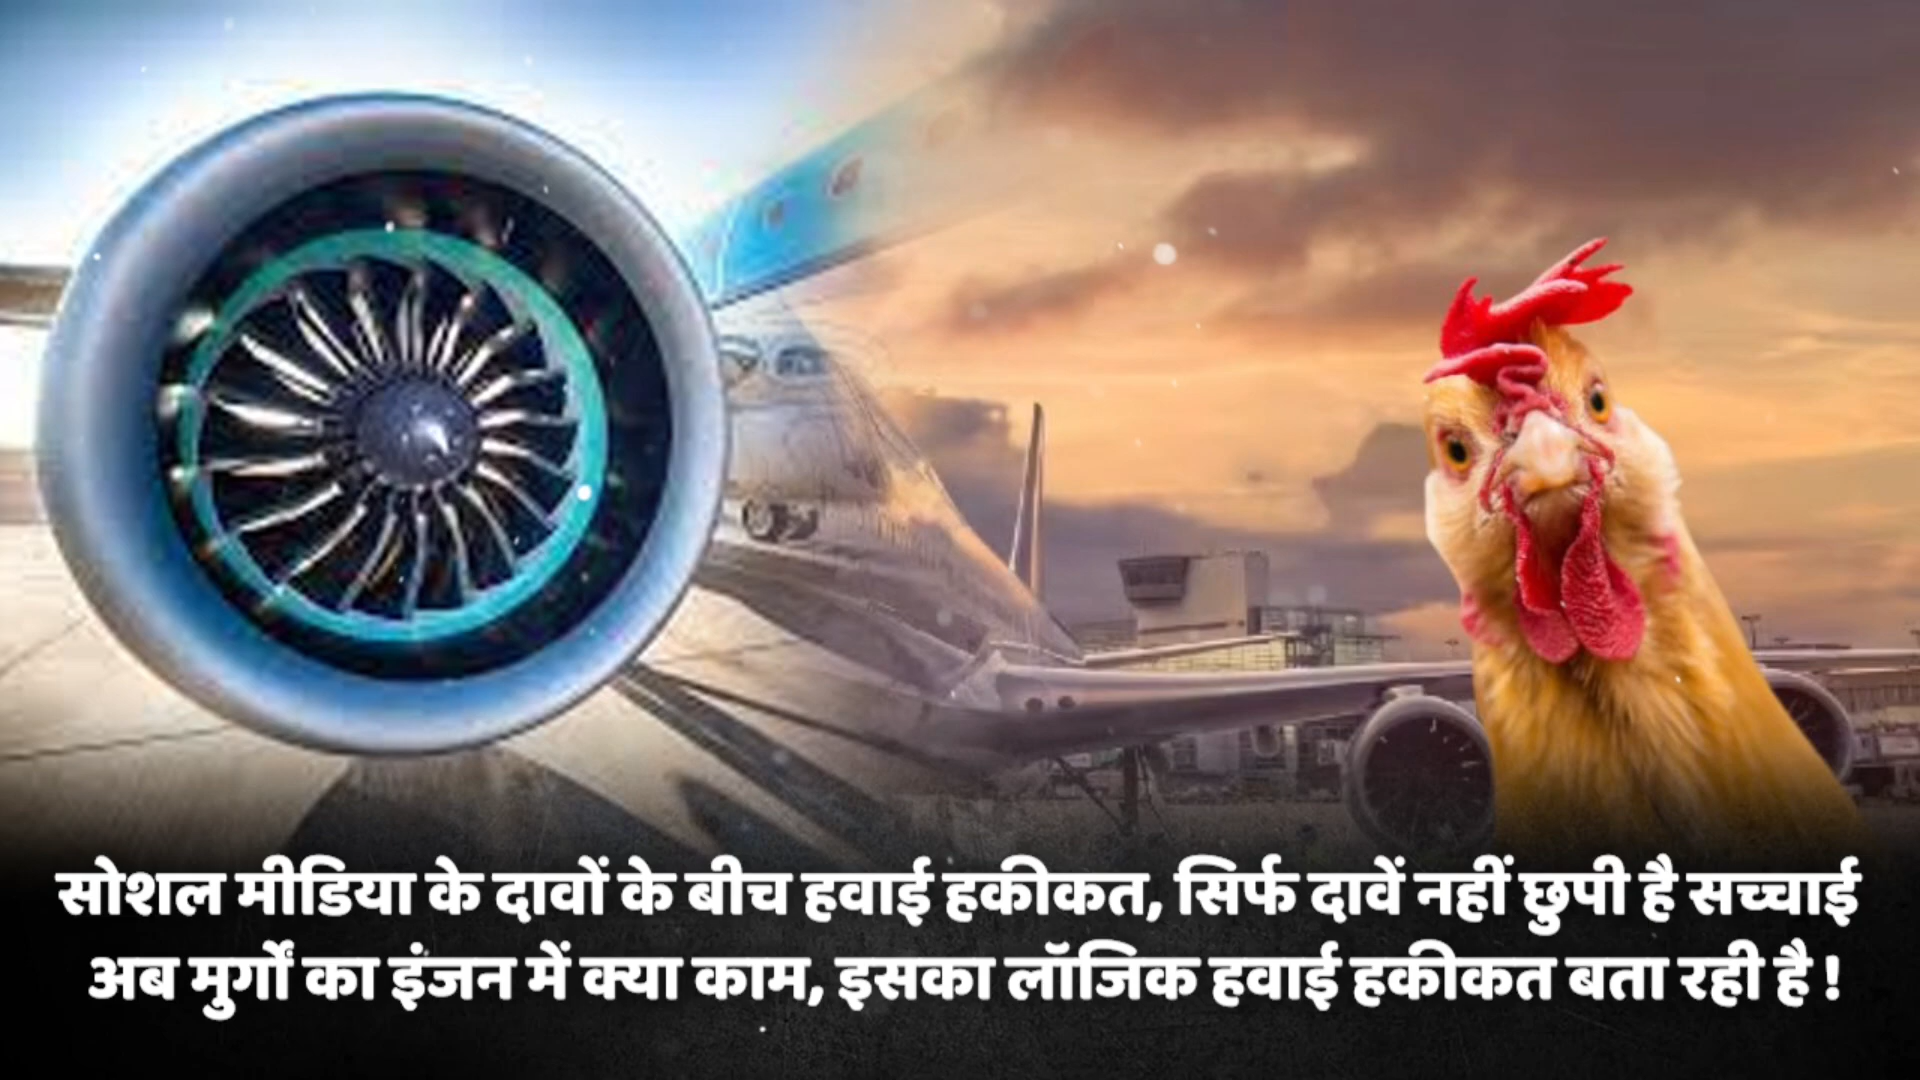 सोशल मीडिया के दावों के बीच हवाई हकीकत, सिर्फ दावें नहीं छुपी है सच्चाई
अब मुर्गों का इंजन में क्या काम, इसका लॉजिक हवाई हकीकत बता रही है !